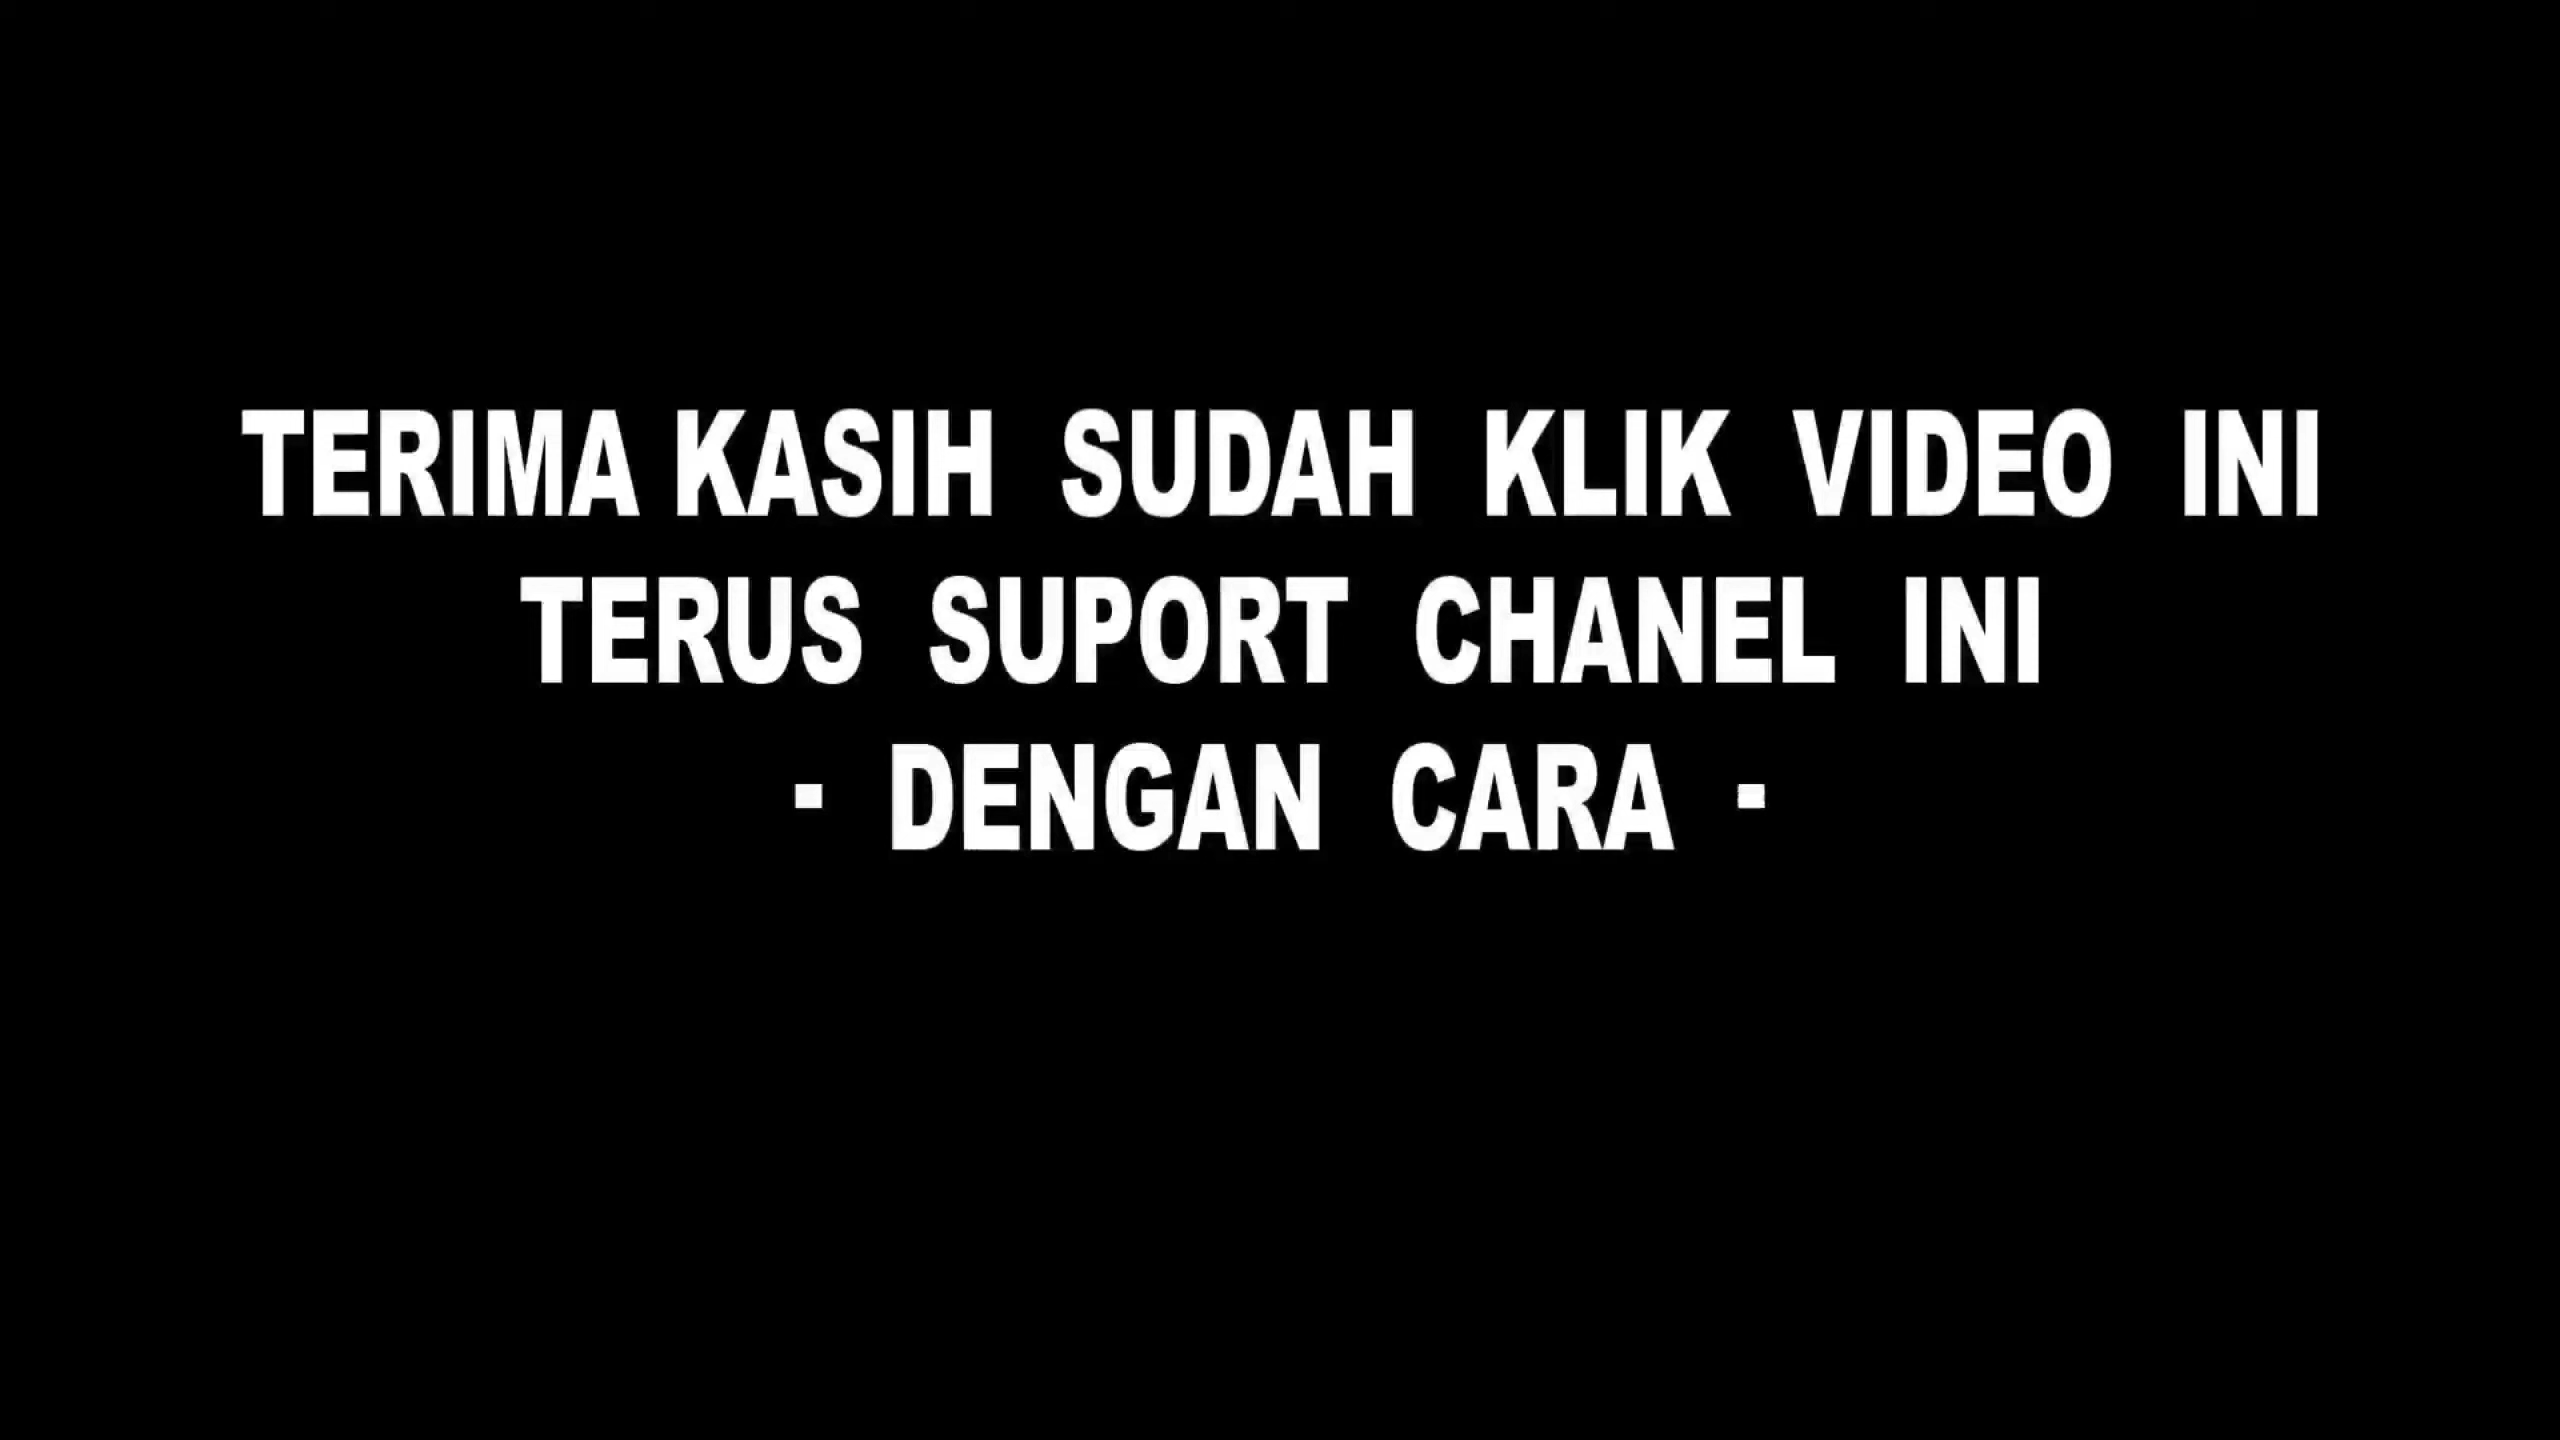 TERIMA KASIH SUDAH KLIK VIDEO INI
TERUS SUPORT CHANEL INI
- DENGAN CARA -